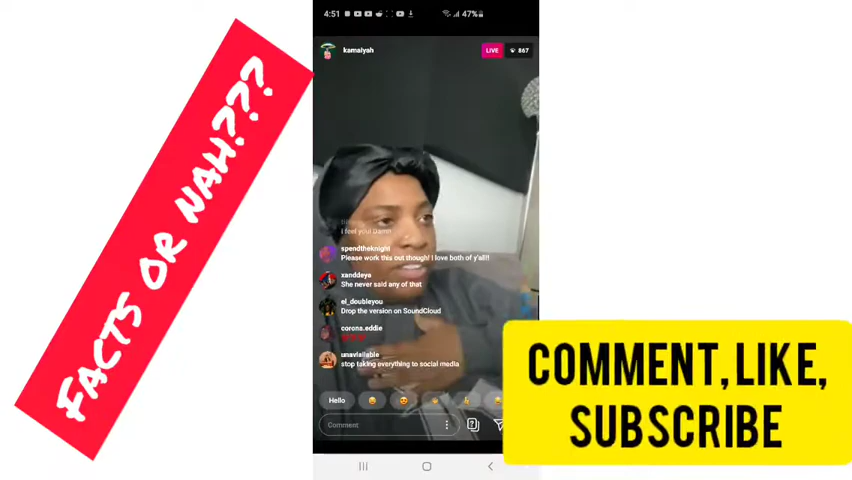 FACTS OR NAH???
4:51
47%
kamaiyah
LIVE
867
i feel you! Damn
spendtheknight
Please work this out though! I love both of y'all!!
xanddeya
She never said any of that
el_doubleyou
Drop the version on SoundCloud
corons.eddie
unavailable
stop taking everything to social media
Hello
Comment
COMMENT, LIKE,
SUBSCRIBE